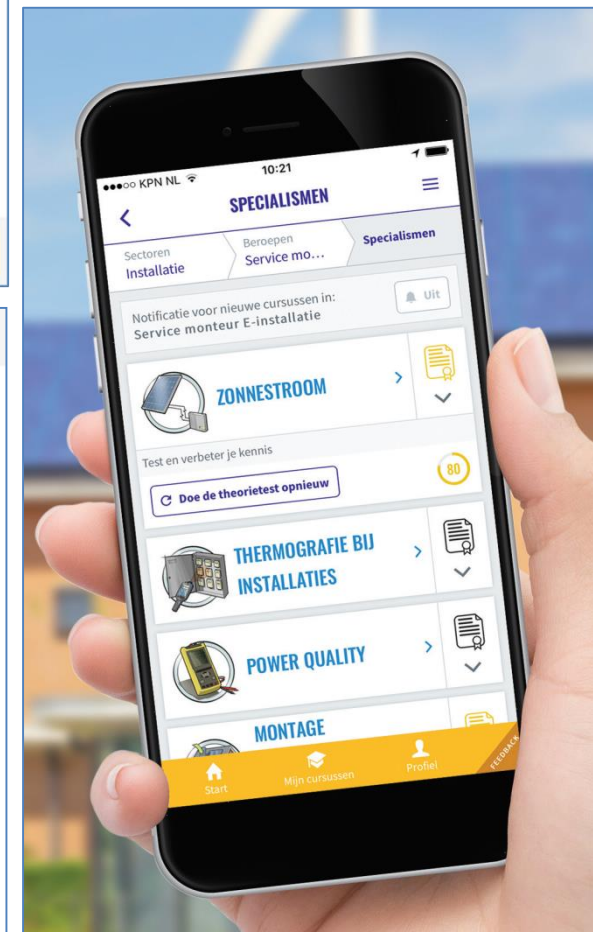 KPN NL
10:21
SPECIALISMEN
Sectoren
Installatie
Beroepen
Service mo...
Specialismen
Notificatie voor nieuwe cursussen in:
Service monteur E-installatie
Uit
ZONNESTROOM
Test en verbeter je kennis
Doe de theorietest opnieuw
80
THERMOGRAFIE BIJ
INSTALLATIES
POWER QUALITY
MONTAGE
Start
Mijn cursussen
Profiel
FEEDBACK